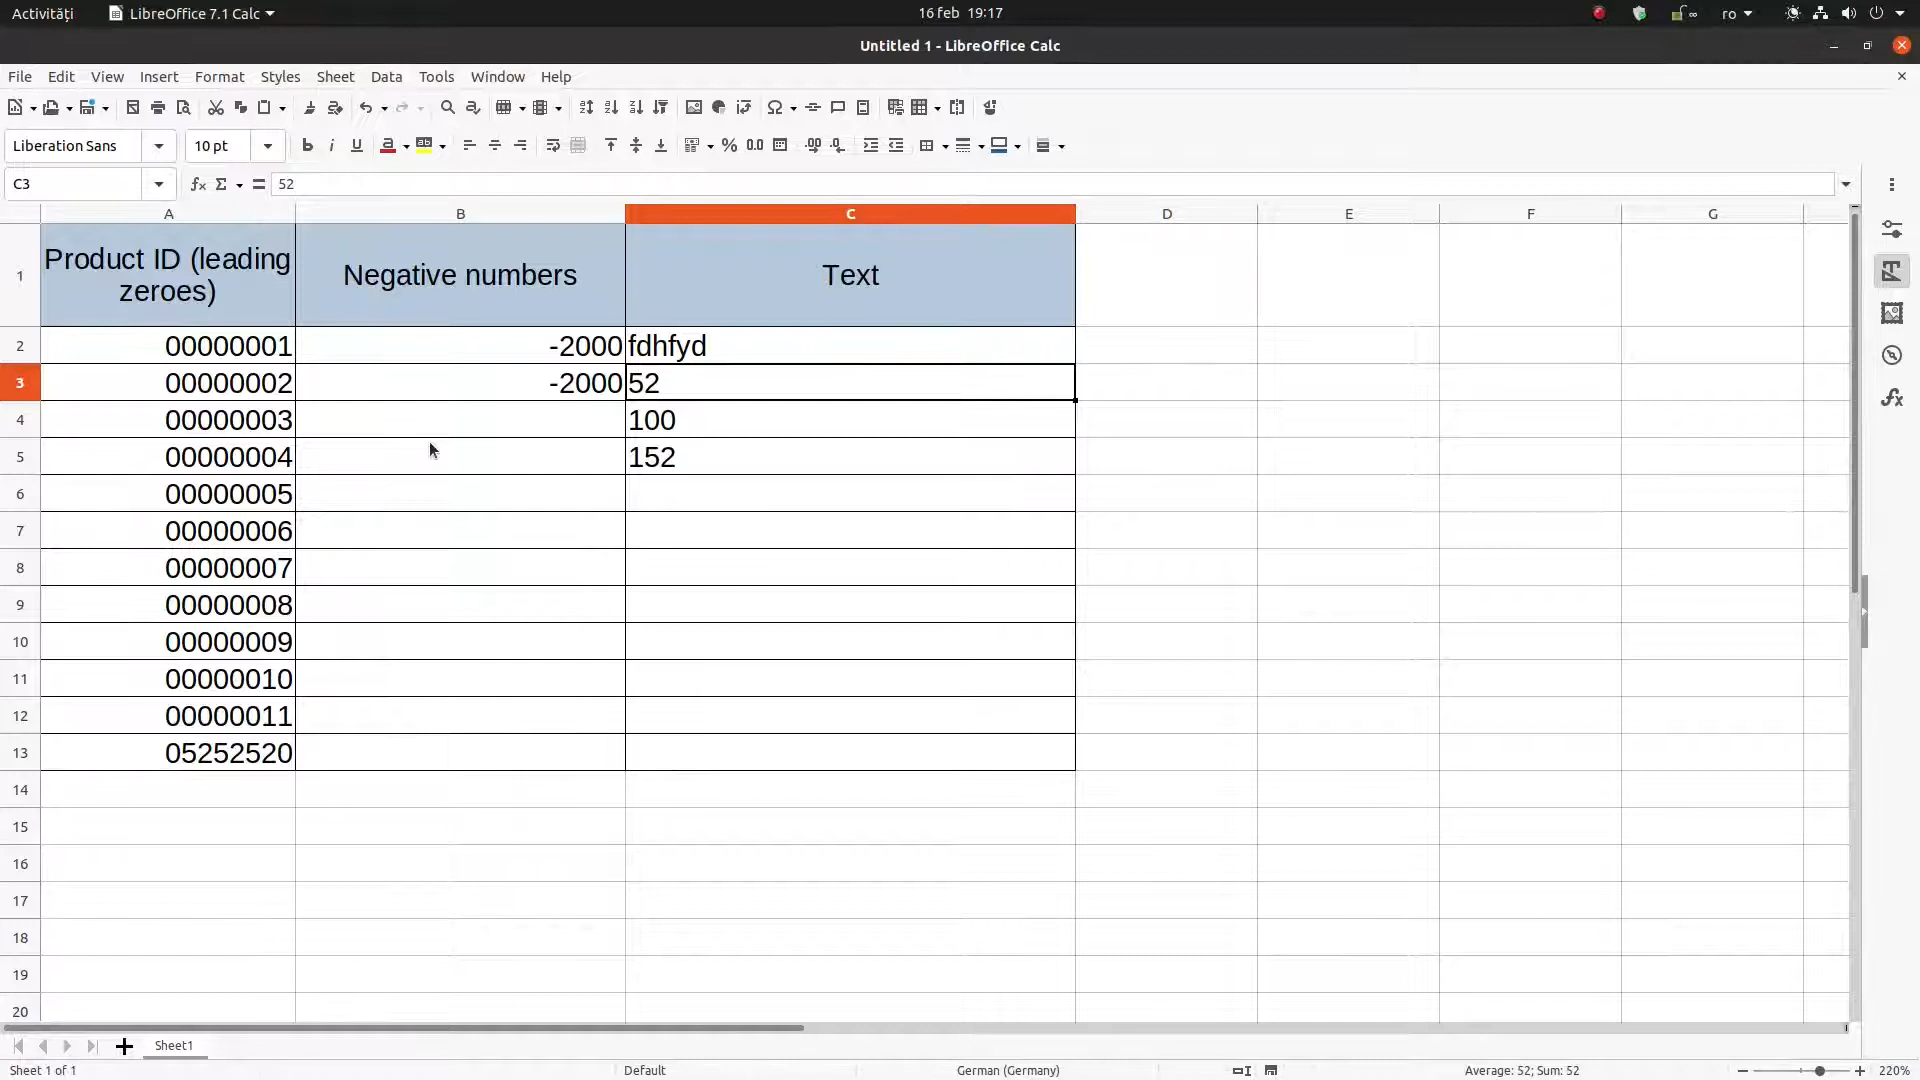 Activități LibreOffice 7.1 Calc 16 feb 19:17 ∞ ro
Untitled 1 - LibreOffice Calc
File Edit View Insert Format Styles Sheet Data Tools Window Help
Liberation Sans 10 pt
C3 52
A B C D E F G
1 Product ID (leading zeroes) Negative numbers Text
2 00000001 -2000 fdhfyd
3 00000002 -2000 52
4 00000003 100
5 00000004 152
6 00000005
7 00000006
8 00000007
9 00000008
10 00000009
11 00000010
12 00000011
13 05252520
14
15
16
17
18
19
20
Sheet1
Sheet 1 of 1 Default German (Germany) Average: 52; Sum: 52 220%